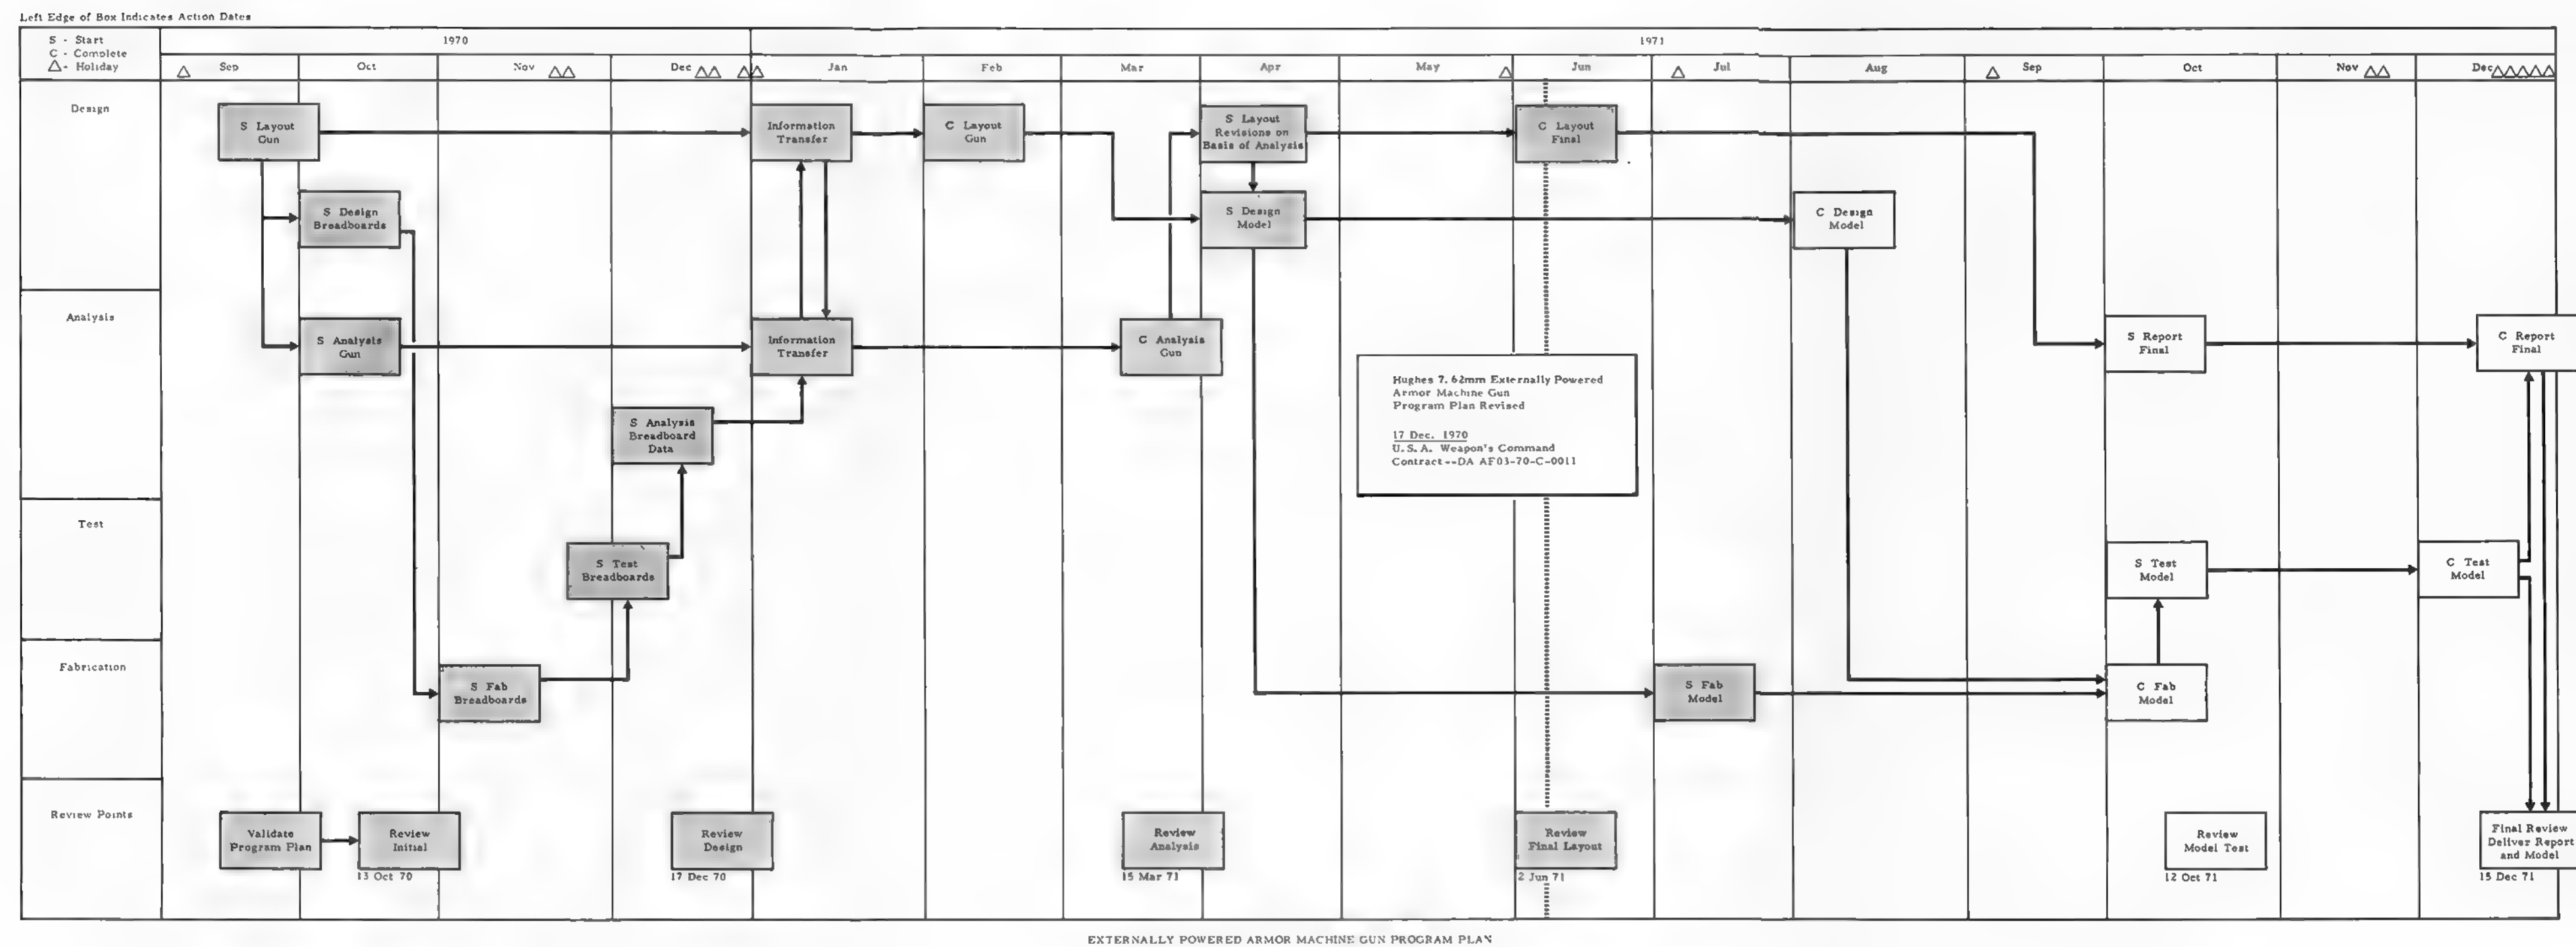 Left Edge of Box Indicates Action Dates
S - Start
C - Complete
△ - Holiday
1970
1971
Sep
Oct
Nov
Dec
Jan
Feb
Mar
Apr
May
Jun
Jul
Aug
Sep
Oct
Nov
Dec
Design
S Layout
Gun
Information
Transfer
C Layout
Gun
S Layout
Revisions on
Basis of Analysis
C Layout
Final
S Design
Breadboards
S Design
Model
C Design
Model
Analysis
S Analysis
Gun
Information
Transfer
C Analysis
Gun
S Report
Final
C Report
Final
Hughes 7.62mm Externally Powered
Armor Machine Gun
Program Plan Revised
17 Dec. 1970
U.S.A. Weapon's Command
Contract--DA AF03-70-C-0011
S Analysis
Breadboard
Data
Test
S Test
Breadboards
S Test
Model
C Test
Model
Fabrication
S Fab
Breadboards
S Fab
Model
C Fab
Model
Review Points
Validate
Program Plan
Review
Initial
13 Oct 70
Review
Design
17 Dec 70
Review
Analysis
15 Mar 71
Review
Final Layout
2 Jun 71
Review
Model Test
12 Oct 71
Final Review
Deliver Report
and Model
15 Dec 71
EXTERNALLY POWERED ARMOR MACHINE GUN PROGRAM PLAN